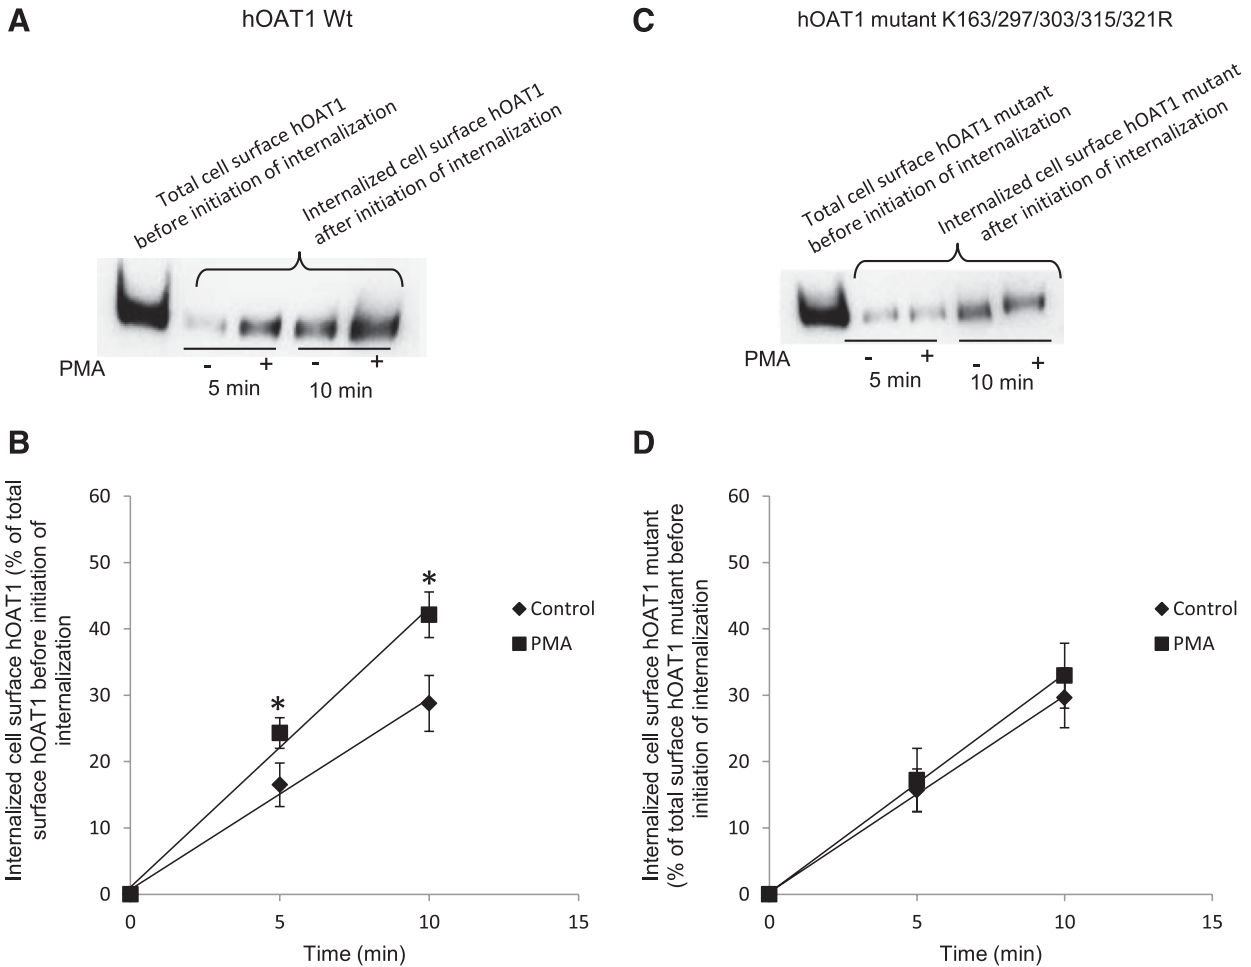 A
hOAT1 Wt
Total cell surface hOAT1
before initiation of internalization
Internalized cell surface hOAT1
after initiation of internalization
PMA
- + - +
5 min 10 min
C
hOAT1 mutant K163/297/303/315/321R
Total cell surface hOAT1 mutant
before initiation of internalization
Internalized cell surface hOAT1 mutant
after initiation of internalization
PMA
- + - +
5 min 10 min
B
Internalized cell surface hOAT1 (% of total
surface hOAT1 before initiation of
internalization
60
50
40
30
20
10
0
* *
0 5 10 15
Time (min)
Control
PMA
D
Internalized cell surface hOAT1 mutant
(% of total surface hOAT1 mutant before
initiation of internalization
60
50
40
30
20
10
0
0 5 10 15
Time (min)
Control
PMA